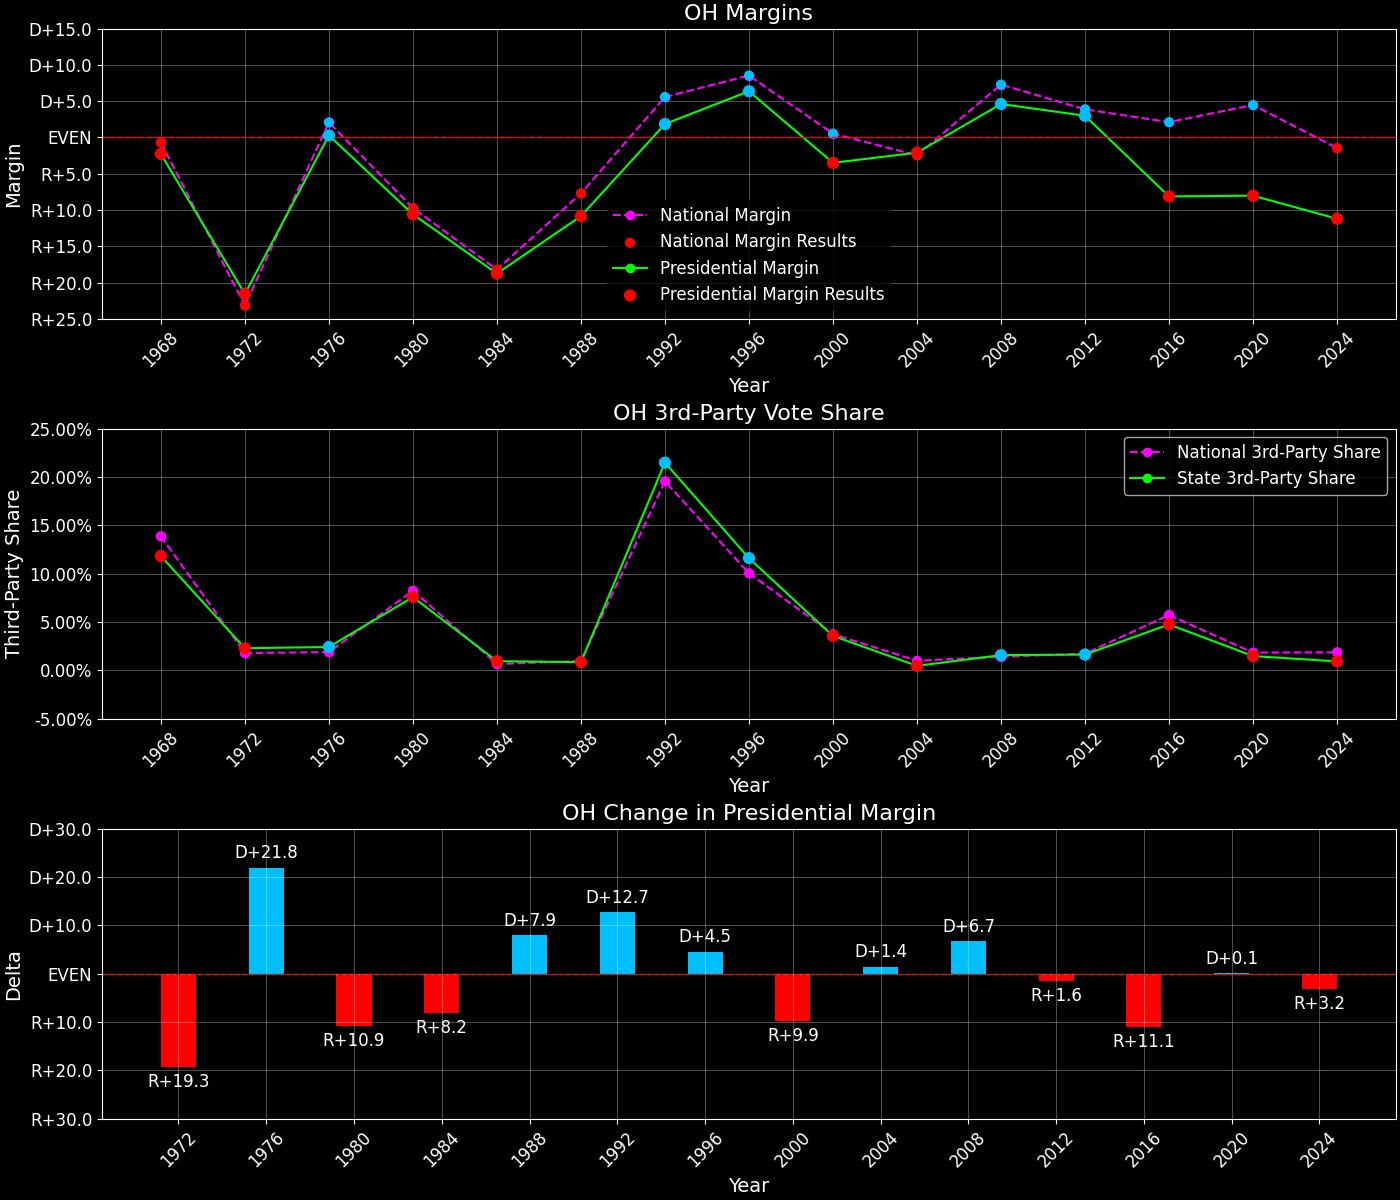 OH Margins
D+15.0
D+10.0
D+5.0
EVEN
R+5.0
R+10.0
R+15.0
R+20.0
R+25.0
Margin
National Margin
National Margin Results
Presidential Margin
Presidential Margin Results
1968 1972 1976 1980 1984 1988 1992 1996 2000 2004 2008 2012 2016 2020 2024
Year
OH 3rd-Party Vote Share
25.00%
20.00%
15.00%
10.00%
5.00%
0.00%
-5.00%
Third-Party Share
National 3rd-Party Share
State 3rd-Party Share
1968 1972 1976 1980 1984 1988 1992 1996 2000 2004 2008 2012 2016 2020 2024
Year
OH Change in Presidential Margin
D+30.0
D+20.0
D+10.0
EVEN
R+10.0
R+20.0
R+30.0
Delta
R+19.3
D+21.8
R+10.9
R+8.2
D+7.9
D+12.7
D+4.5
R+9.9
D+1.4
D+6.7
R+1.6
R+11.1
D+0.1
R+3.2
1972 1976 1980 1984 1988 1992 1996 2000 2004 2008 2012 2016 2020 2024
Year